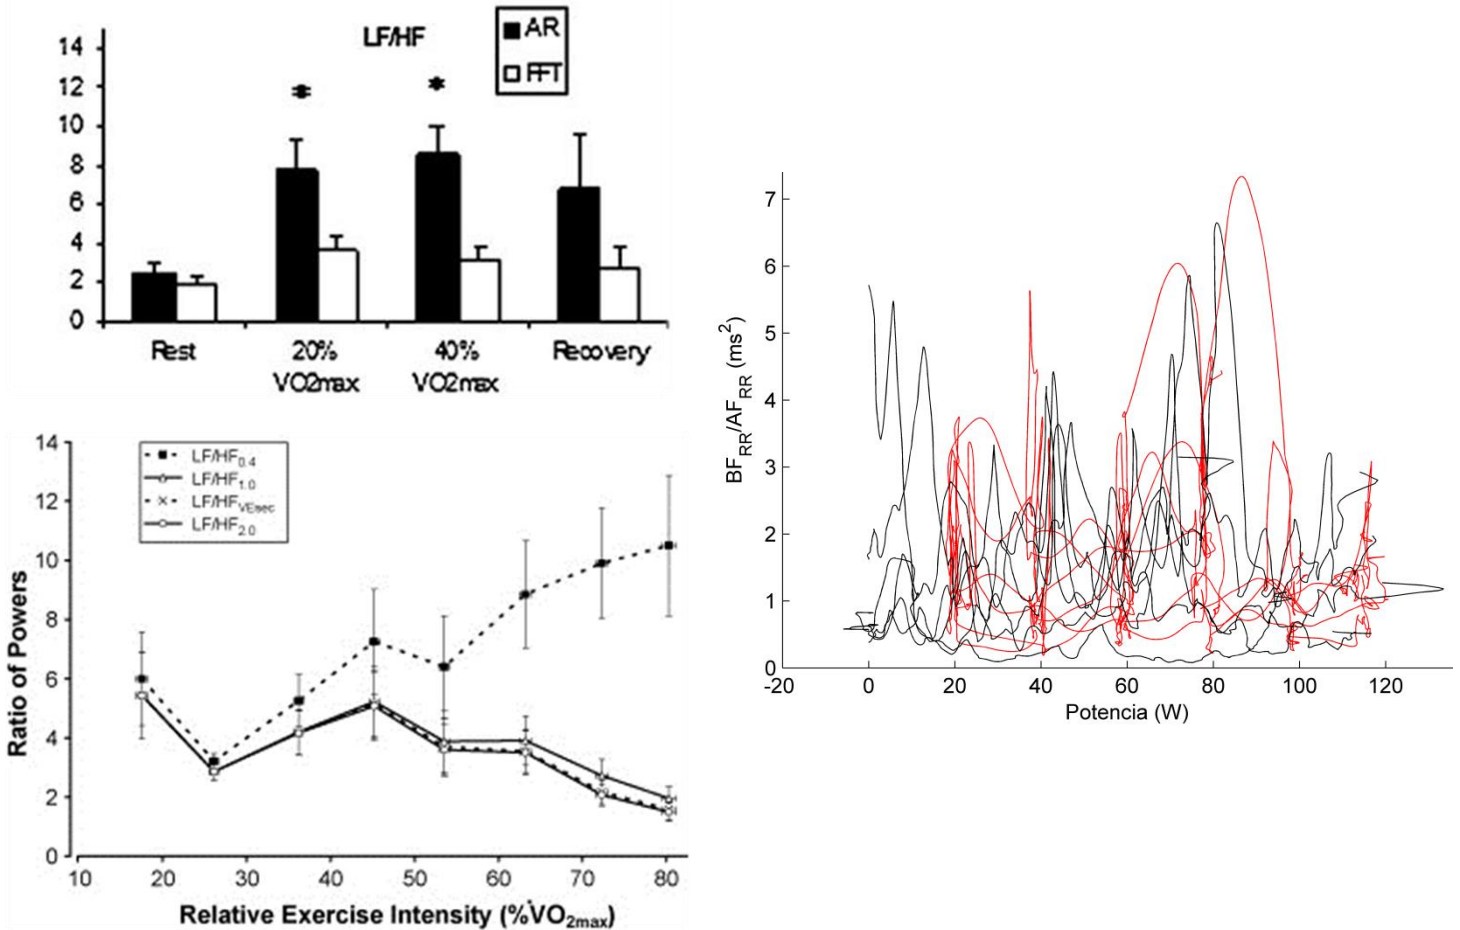 LF/HF
AR
FFT
*
*
14
12
10
8
6
4
2
0
Rest
20%
VO2max
40%
VO2max
Recovery
14
12
10
8
6
4
2
0
LF/HF0.4
LF/HF1.0
LF/HFVEsec
LF/HF2.0
Ratio of Powers
10 20 30 40 50 60 70 80
Relative Exercise Intensity (%V̇O2max)
7
6
5
4
3
2
1
0
BFRR/AFRR (ms2)
-20 0 20 40 60 80 100 120
Potencia (W)